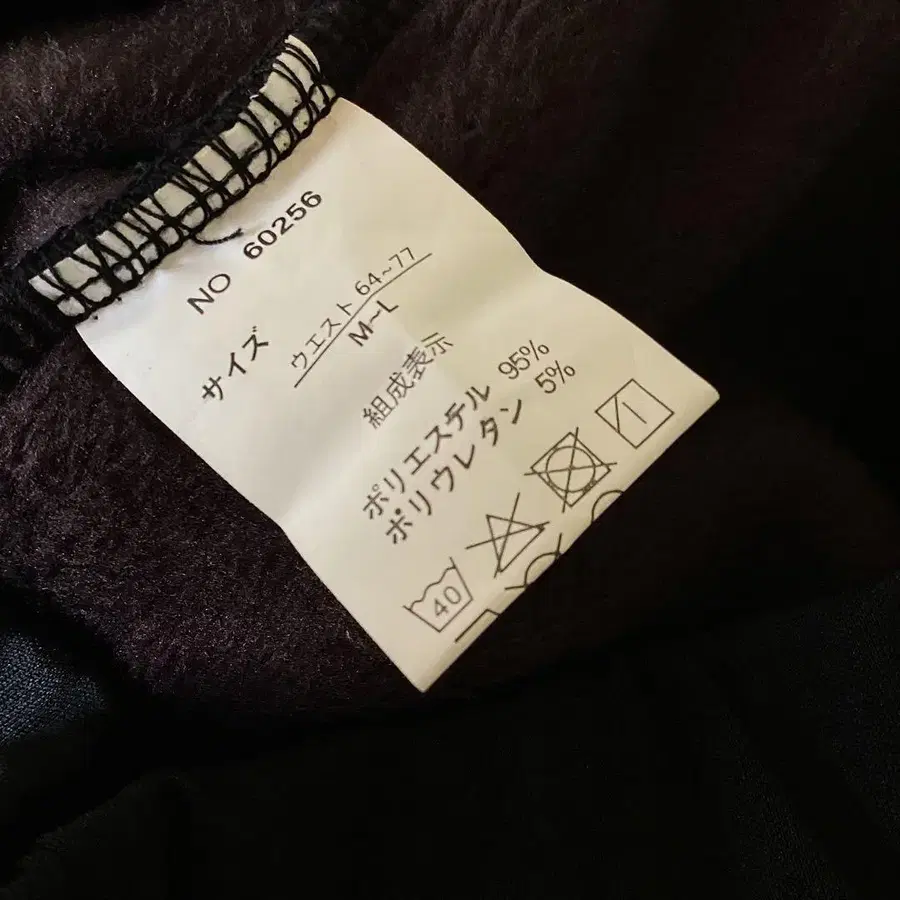 NO 60256
サイズ
ウエスト 64~77
M~L
組成表示
ポリエステル 95%
ポリウレタン 5%
40